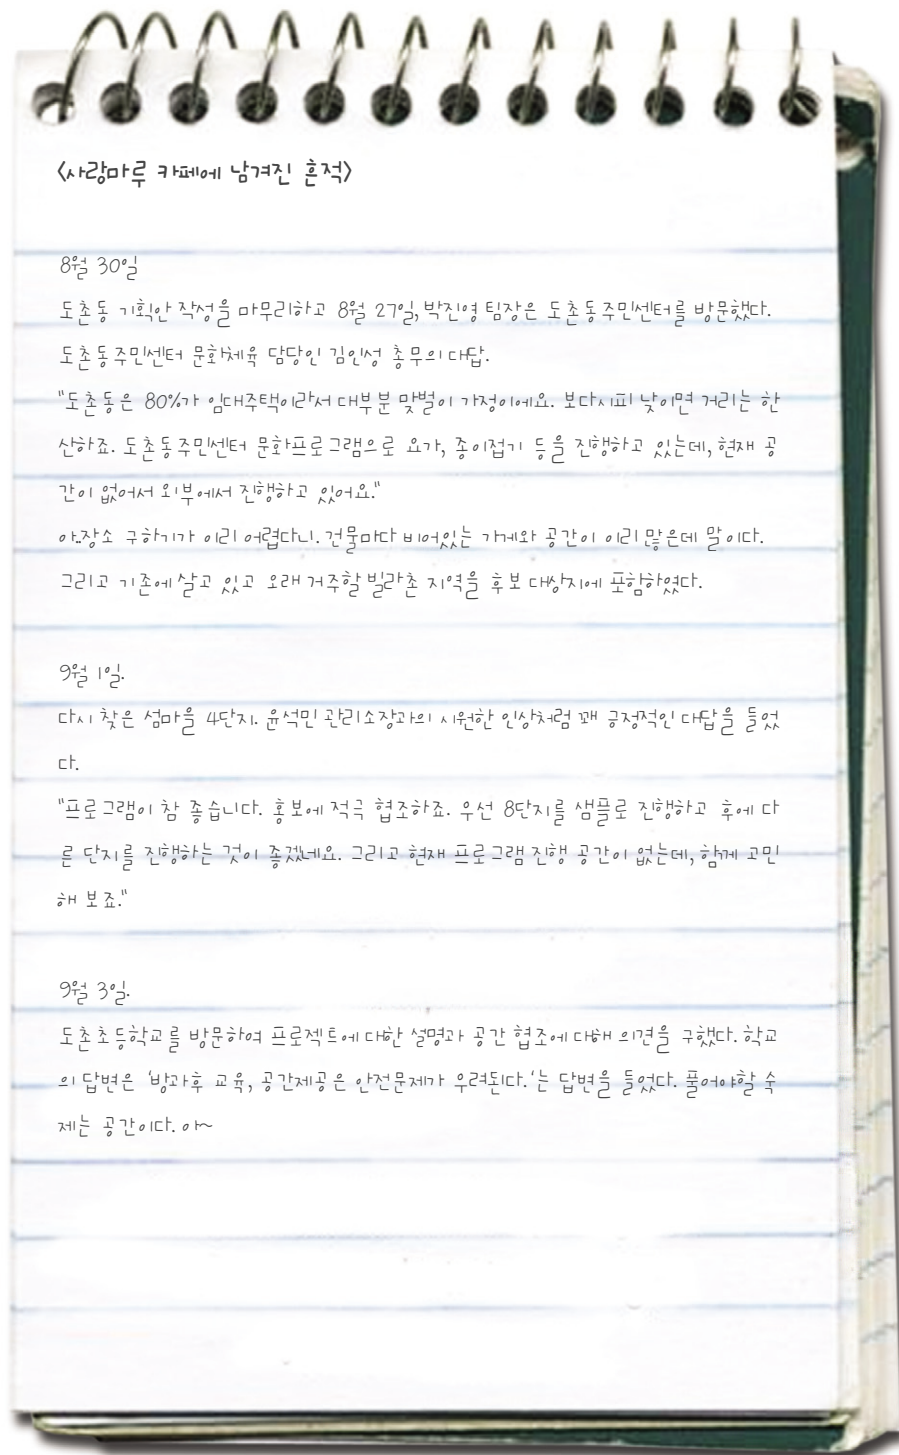 <사랑마루 카페에 남겨진 흔적>
8월 30일
도촌동 기획안 작성을 마무리하고 8월 27일, 박진영 팀장은 도촌동주민센터를 방문했다.
도촌동주민센터 문화체육 담당인 김인성 총무의 대답.
"도촌동은 80%가 임대주택이라서 대부분 맞벌이 가정이에요. 보다시피 낮이면 거리는 한
산하죠. 도촌동주민센터 문화프로그램으로 요가, 종이접기 등을 진행하고 있는데, 현재 공
간이 없어서 외부에서 진행하고 있어요."
아..장소 구하기가 이리 어렵다니. 건물마다 비어있는 가게와 공간이 이리 많은데 말이다.
그리고 기존에 살고 있고 오래 거주할 빌라촌 지역을 후보 대상지에 포함하였다.
9월 1일.
다시 찾은 섬마을 4단지. 윤석민 관리소장과의 시원한 인상처럼 꽤 긍정적인 대답을 들었
다.
"프로그램이 참 좋습니다. 홍보에 적극 협조하죠. 우선 8단지를 샘플로 진행하고 후에 다
른 단지를 진행하는 것이 좋겠네요. 그리고 현재 프로그램 진행 공간이 없는데, 함께 고민
해 보죠."
9월 3일.
도촌초등학교를 방문하여 프로젝트에 대한 설명과 공간 협조에 대해 의견을 구했다. 학교
의 답변은 '방과후 교육, 공간제공은 안전문제가 우려된다.'는 답변을 들었다. 풀어야할 숙
제는 공간이다. 아~